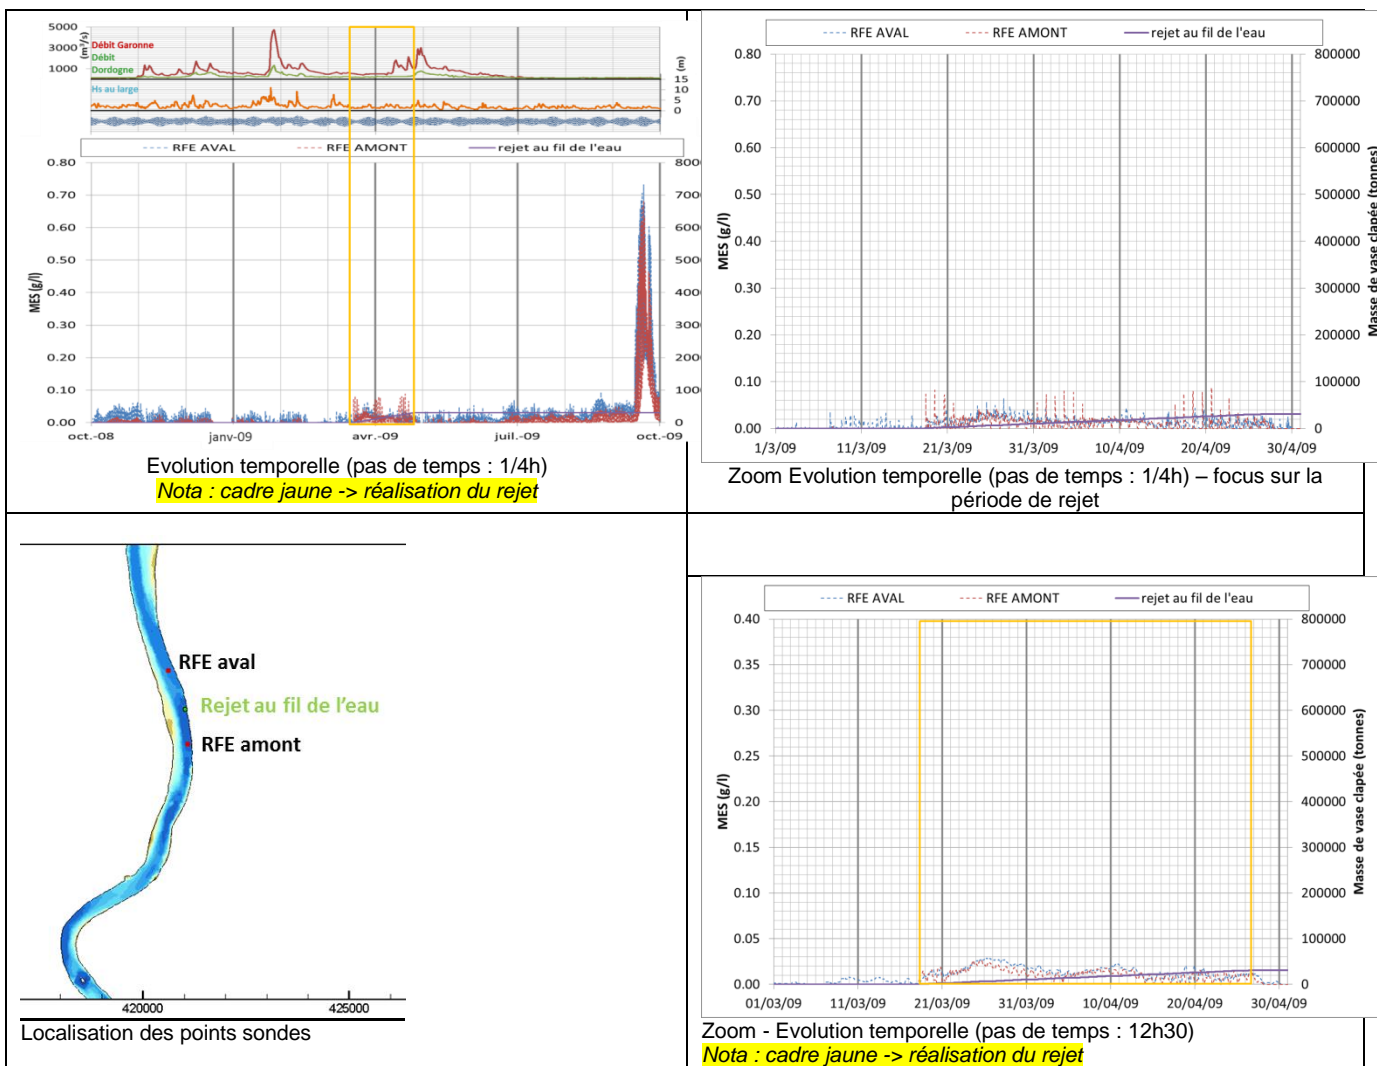 5000
3000
1000
(m³/s)
Débit Garonne
Débit
Dordogne
Hs au large
(m)
15
10
5
0
RFE AVAL RFE AMONT rejet au fil de l'eau
0.80
0.70
0.60
0.50
0.40
0.30
0.20
0.10
0.00
MES (g/l)
800
700
600
500
400
300
200
100
0
oct.-08 janv-09 avr.-09 juil.-09 oct.-09
Evolution temporelle (pas de temps : 1/4h)
Nota : cadre jaune -> réalisation du rejet
RFE AVAL RFE AMONT rejet au fil de l'eau
0.80
0.70
0.60
0.50
0.40
0.30
0.20
0.10
0.00
MES (g/l)
800000
700000
600000
500000
400000
300000
200000
100000
0
Masse de vase clapée (tonnes)
1/3/09 11/3/09 21/3/09 31/3/09 10/4/09 20/4/09 30/4/09
Zoom Evolution temporelle (pas de temps : 1/4h) – focus sur la
période de rejet
RFE aval
Rejet au fil de l'eau
RFE amont
420000 425000
Localisation des points sondes
RFE AVAL RFE AMONT rejet au fil de l'eau
0.40
0.35
0.30
0.25
0.20
0.15
0.10
0.05
0.00
MES (g/l)
800000
700000
600000
500000
400000
300000
200000
100000
0
Masse de vase clapée (tonnes)
01/03/09 11/03/09 21/03/09 31/03/09 10/04/09 20/04/09 30/04/09
Zoom - Evolution temporelle (pas de temps : 12h30)
Nota : cadre jaune -> réalisation du rejet